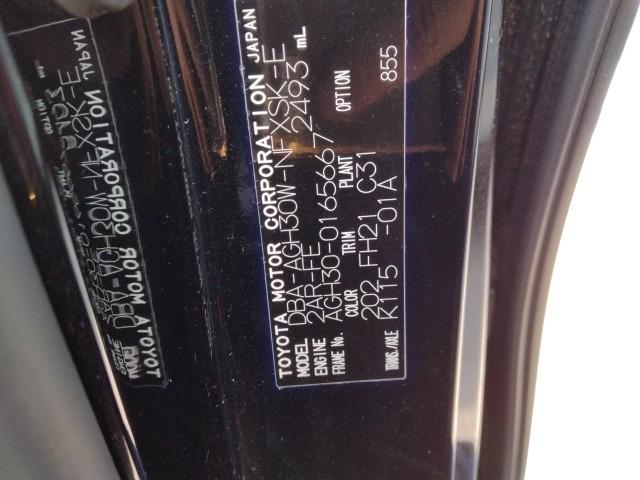 TOYOTA MOTOR CORPORATION JAPAN
MODEL DBA-AGH30W-NFXSK-E
ENGINE 2AR-FE 2493 mL
FRAME No. AGH30-0165667
COLOR TRIM PLANT OPTION
202 FH21 C31 855
TRANS./AXLE K115 -01A